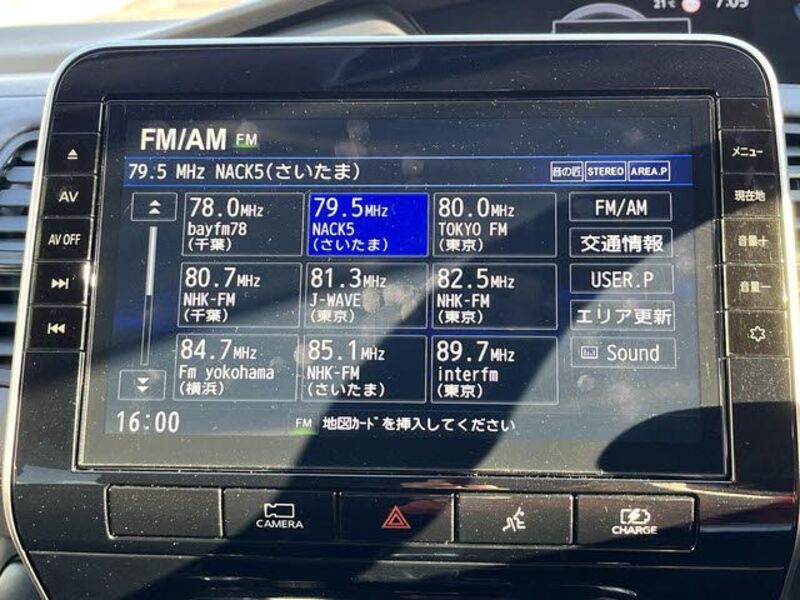 21℃
7:05
FM/AM FM
79.5 MHz NACK5(さいたま)
音の匠 STEREO AREA.P
78.0MHz
bayfm78
(千葉)
79.5MHz
NACK5
(さいたま)
80.0MHz
TOKYO FM
(東京)
80.7MHz
NHK-FM
(千葉)
81.3MHz
J-WAVE
(東京)
82.5MHz
NHK-FM
(東京)
84.7MHz
Fm yokohama
(横浜)
85.1MHz
NHK-FM
(さいたま)
89.7MHz
interfm
(東京)
FM/AM
交通情報
USER.P
エリア更新
Sound
16:00
FM 地図ｶｰﾄﾞを挿入してください
AV
AV OFF
メニュー
現在地
音量+
音量-
CAMERA
CHARGE